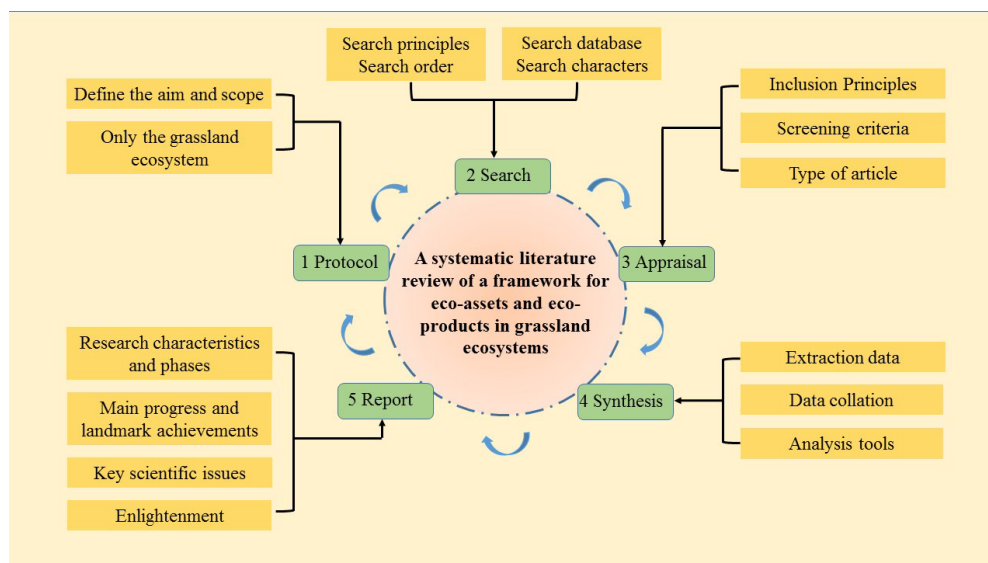 Search principles
Search order
Search database
Search characters
Define the aim and scope
Only the grassland
ecosystem
Inclusion Principles
Screening criteria
Type of article
2 Search
1 Protocol
3 Appraisal
A systematic literature
review of a framework for
eco-assets and eco-
products in grassland
ecosystems
Research characteristics
and phases
Main progress and
landmark achievements
Key scientific issues
Enlightenment
5 Report
4 Synthesis
Extraction data
Data collation
Analysis tools